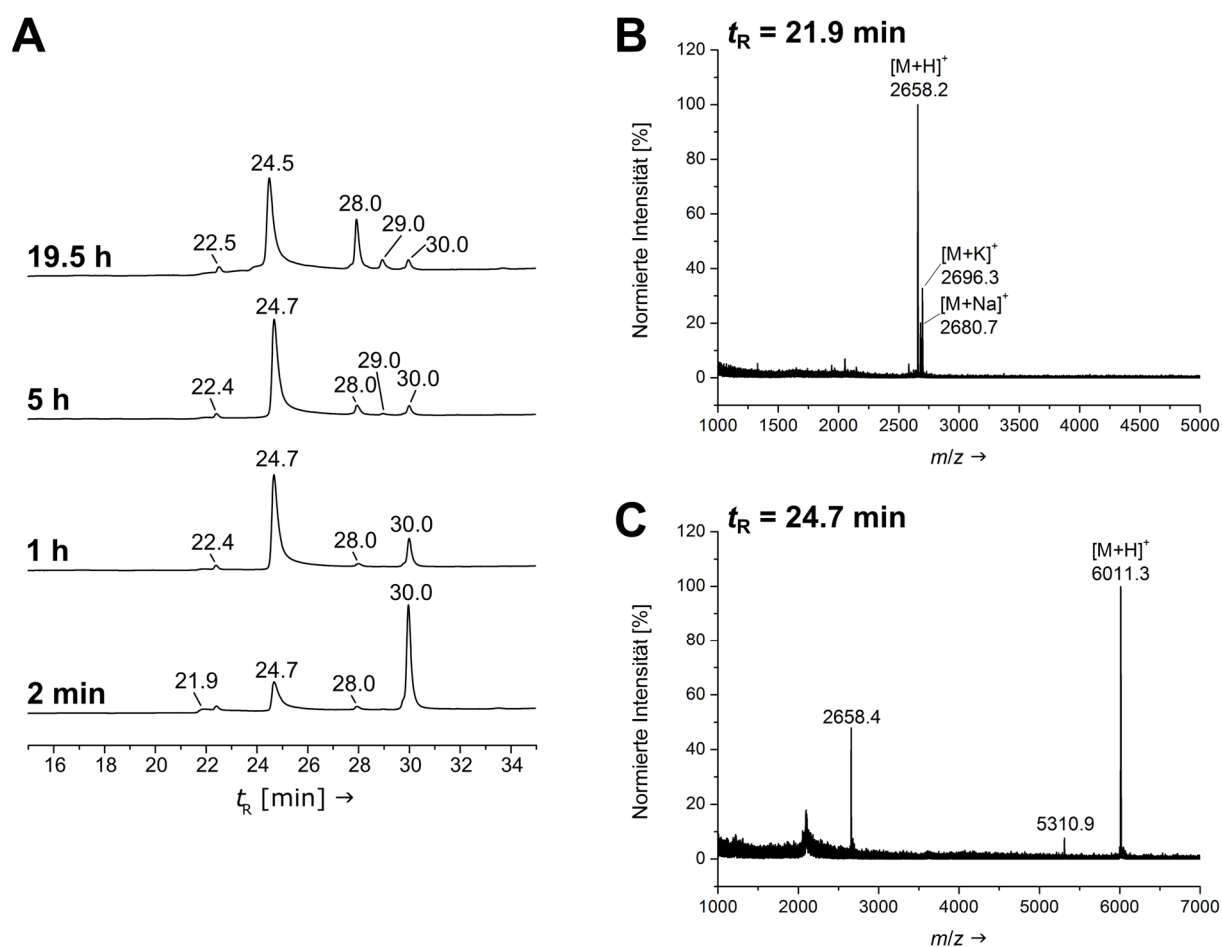 A
24.5
28.0
29.0
30.0
22.5
19.5 h
24.7
29.0
28.0
30.0
22.4
5 h
24.7
30.0
28.0
22.4
1 h
30.0
24.7
28.0
21.9
2 min
16 18 20 22 24 26 28 30 32 34
tR [min] →
B
tR = 21.9 min
120
100
80
60
40
20
0
Normierte Intensität [%]
[M+H]+
2658.2
[M+K]+
2696.3
[M+Na]+
2680.7
1000 1500 2000 2500 3000 3500 4000 4500 5000
m/z →
C
tR = 24.7 min
120
100
80
60
40
20
0
Normierte Intensität [%]
[M+H]+
6011.3
2658.4
5310.9
1000 2000 3000 4000 5000 6000 7000
m/z →